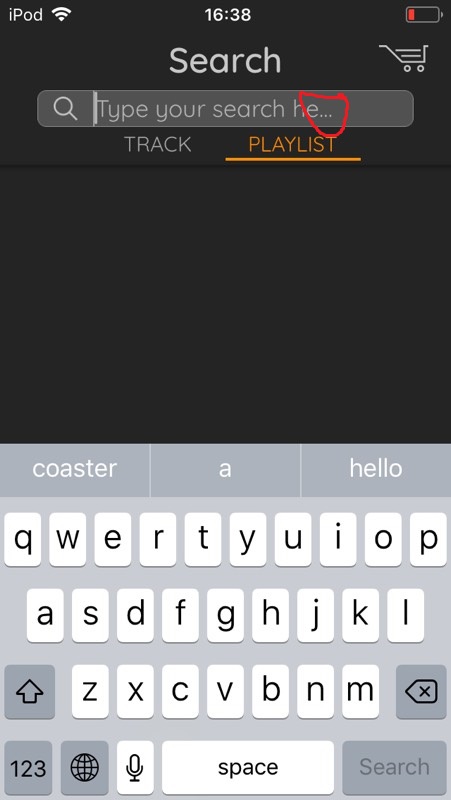 iPod 16:38
Search
Type your search he...
TRACK PLAYLIST
coaster a hello
q w e r t y u i o p
a s d f g h j k l
z x c v b n m
123 space Search